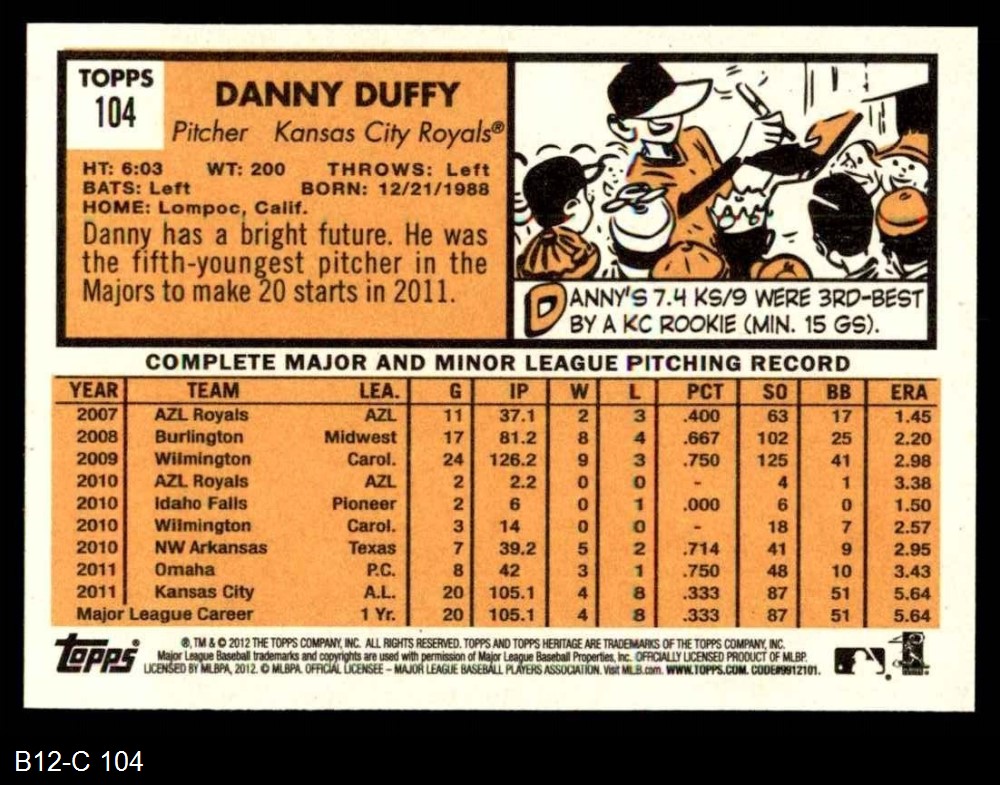 TOPPS
104
DANNY DUFFY
Pitcher Kansas City Royals®
HT: 6:03 WT: 200 THROWS: Left
BATS: Left BORN: 12/21/1988
HOME: Lompoc, Calif.
Danny has a bright future. He was
the fifth-youngest pitcher in the
Majors to make 20 starts in 2011.
DANNY'S 7.4 KS/9 WERE 3RD-BEST
BY A KC ROOKIE (MIN. 15 GS).
COMPLETE MAJOR AND MINOR LEAGUE PITCHING RECORD
YEAR TEAM LEA. G IP W L PCT SO BB ERA
2007 AZL Royals AZL 11 37.1 2 3 .400 63 17 1.45
2008 Burlington Midwest 17 81.2 8 4 .667 102 25 2.20
2009 Wilmington Carol. 24 126.2 9 3 .750 125 41 2.98
2010 AZL Royals AZL 2 2.2 0 0 - 4 1 3.38
2010 Idaho Falls Pioneer 2 6 0 1 .000 6 0 1.50
2010 Wilmington Carol. 3 14 0 0 - 18 7 2.57
2010 NW Arkansas Texas 7 39.2 5 2 .714 41 9 2.95
2011 Omaha P.C. 8 42 3 1 .750 48 10 3.43
2011 Kansas City A.L. 20 105.1 4 8 .333 87 51 5.64
Major League Career 1 Yr. 20 105.1 4 8 .333 87 51 5.64
Topps®
®, TM & © 2012 THE TOPPS COMPANY, INC. ALL RIGHTS RESERVED. TOPPS AND TOPPS HERITAGE ARE TRADEMARKS OF THE TOPPS COMPANY, INC.
Major League Baseball trademarks and copyrights are used with permission of Major League Baseball Properties, Inc. OFFICIALLY LICENSED PRODUCT OF MLBP.
LICENSED BY MLBPA, 2012. © MLBPA. OFFICIAL LICENSEE – MAJOR LEAGUE BASEBALL PLAYERS ASSOCIATION. Visit MLB.com. WWW.TOPPS.COM. CODE#9912101.
B12-C 104